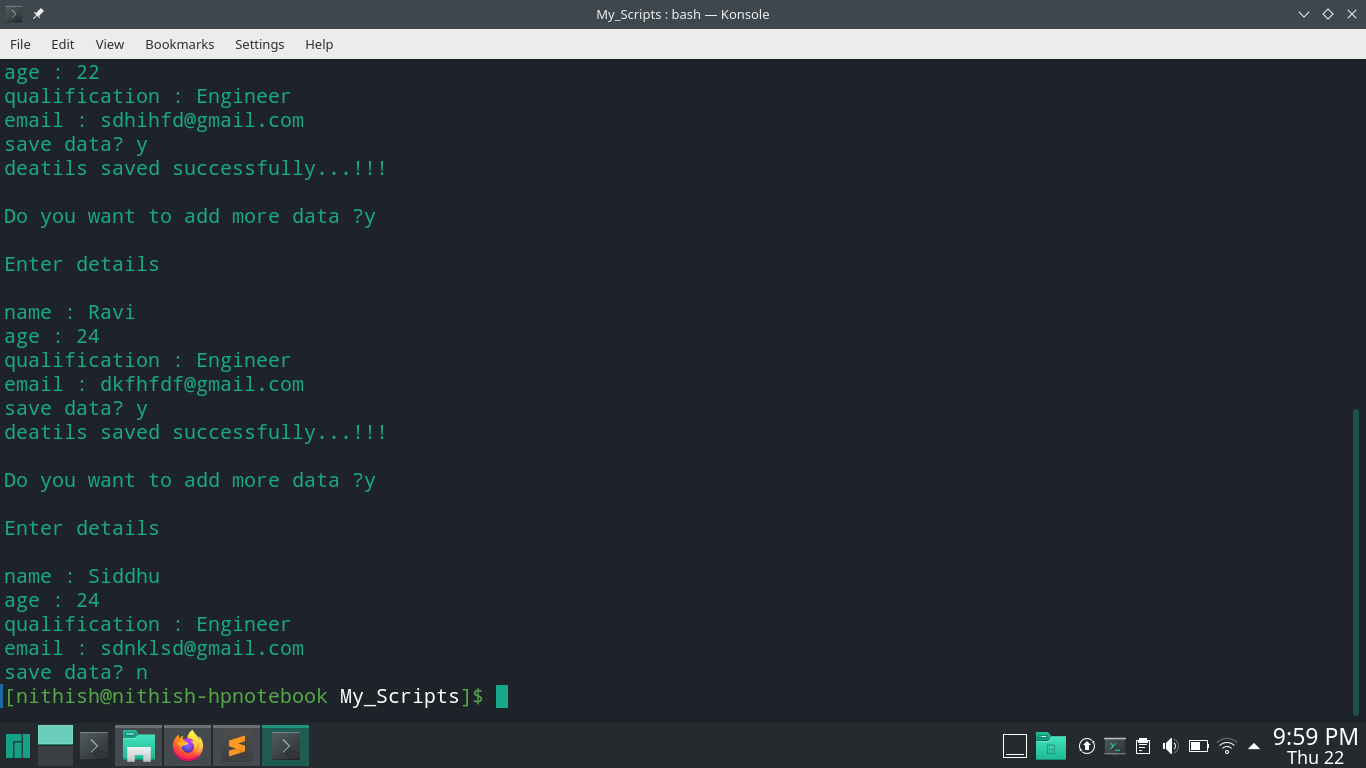 My_Scripts : bash — Konsole
File Edit View Bookmarks Settings Help
age : 22
qualification : Engineer
email : sdhihfd@gmail.com
save data? y
deatils saved successfully...!!!
Do you want to add more data ?y
Enter details
name : Ravi
age : 24
qualification : Engineer
email : dkfhfdf@gmail.com
save data? y
deatils saved successfully...!!!
Do you want to add more data ?y
Enter details
name : Siddhu
age : 24
qualification : Engineer
email : sdnklsd@gmail.com
save data? n
[nithish@nithish-hpnotebook My_Scripts]$
9:59 PM
Thu 22